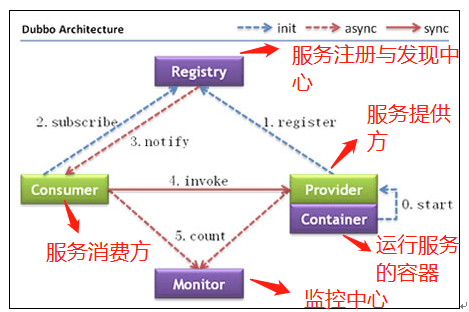 Dubbo Architecture
init
async
sync
服务注册与发现中
心
Registry
2. subscribe
1. register
3. notify
服务提供
方
Consumer
4. invoke
Provider
0. start
Container
服务消费方
5. count
运行服务
的容器
Monitor
监控中心